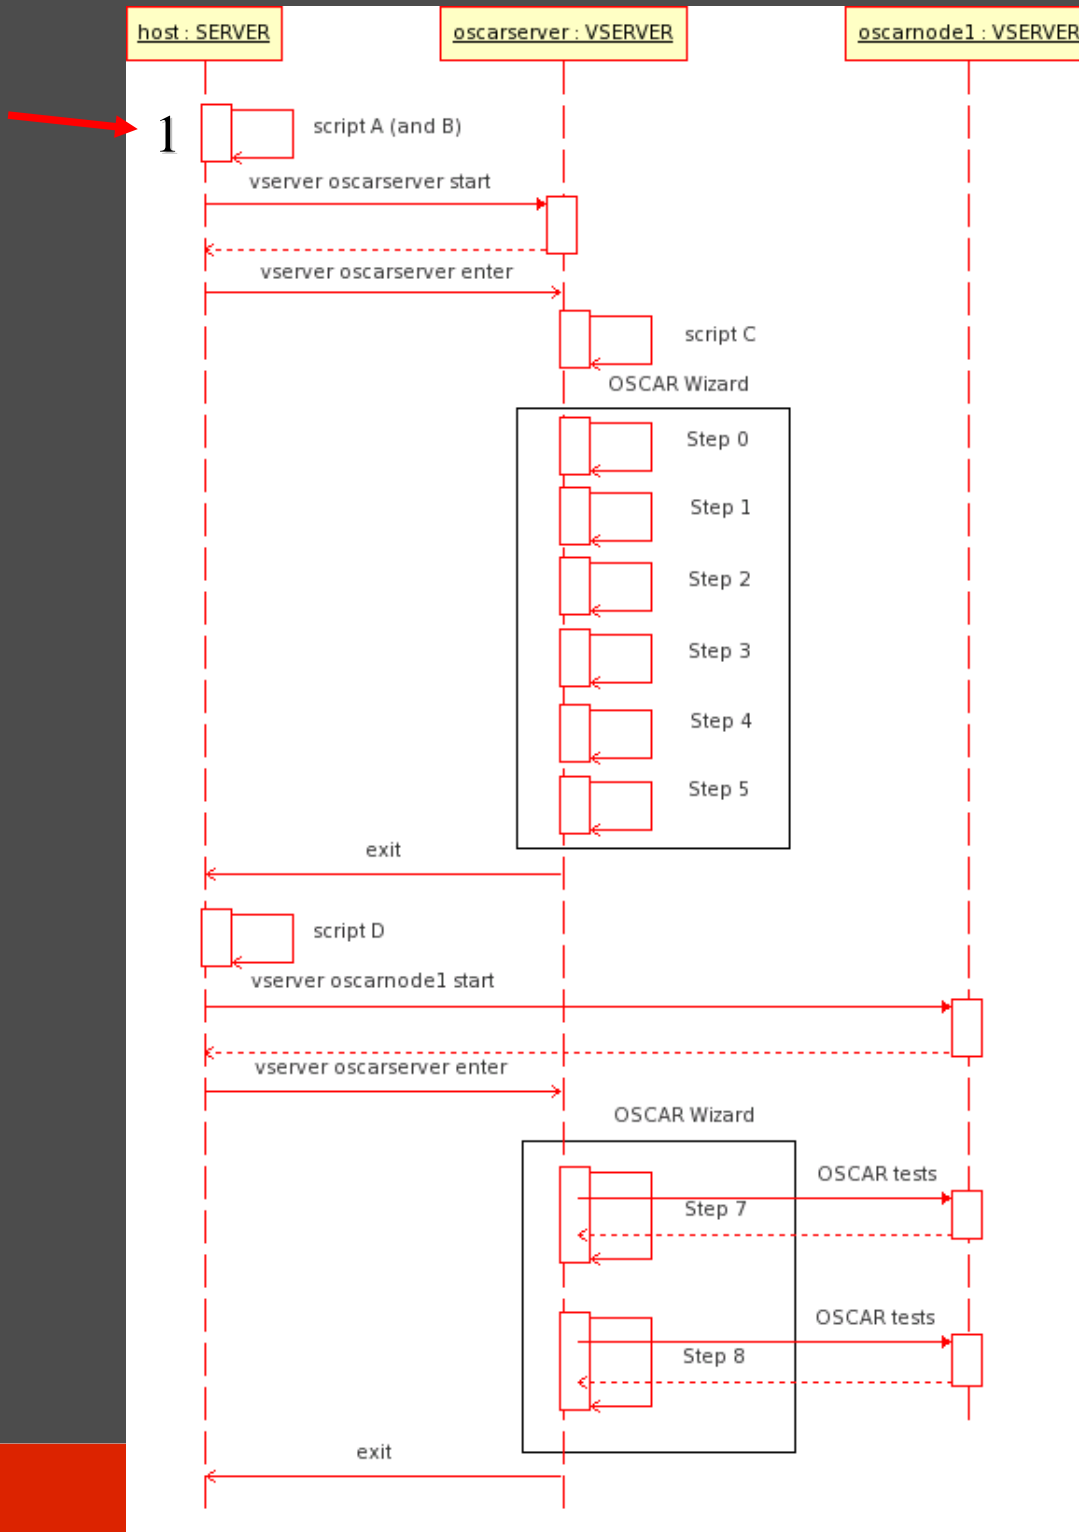 host : SERVER
oscarserver : VSERVER
oscarnode1 : VSERVER
1
script A (and B)
vserver oscarserver start
vserver oscarserver enter
script C
OSCAR Wizard
Step 0
Step 1
Step 2
Step 3
Step 4
Step 5
exit
script D
vserver oscarnode1 start
vserver oscarserver enter
OSCAR Wizard
OSCAR tests
Step 7
OSCAR tests
Step 8
exit